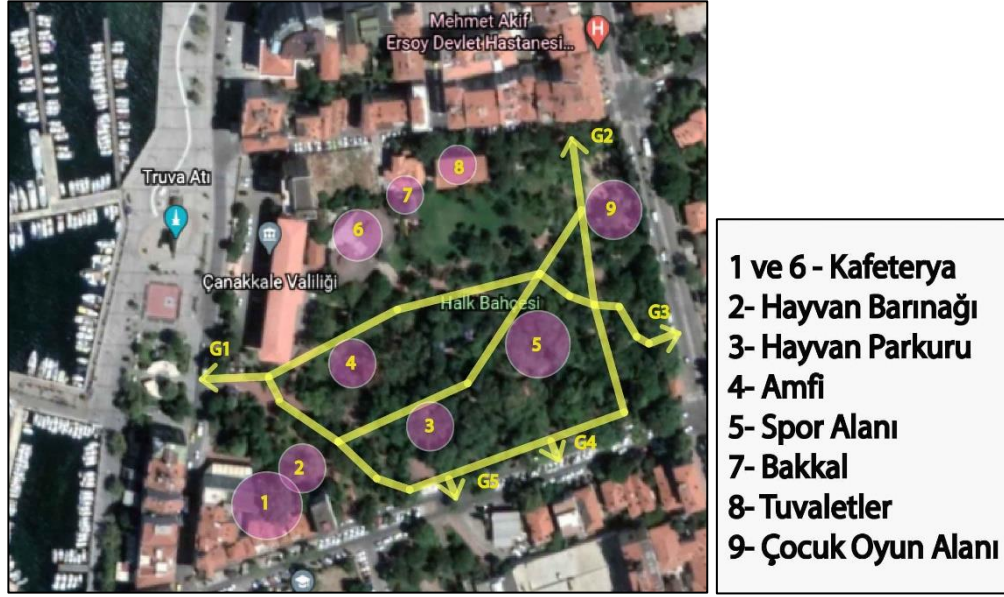 Mehmet Akif
Ersoy Devlet Hastanesi...
H
G2
8
Truva Atı
7
9
6
Çanakkale Valiliği
Halk Bahçesi
G3
G1
5
4
3
G4
2
G5
1
1 ve 6 - Kafeterya
2- Hayvan Barınağı
3- Hayvan Parkuru
4- Amfi
5- Spor Alanı
7- Bakkal
8- Tuvaletler
9- Çocuk Oyun Alanı